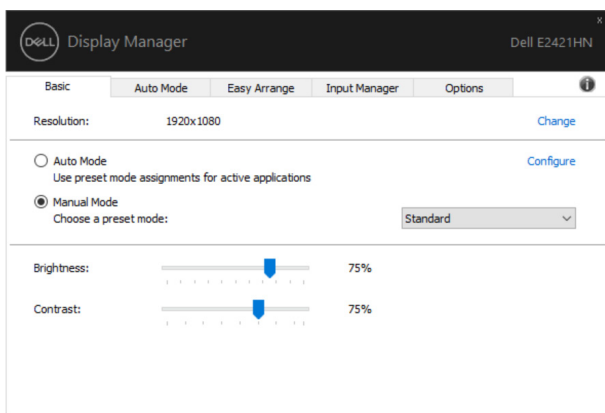 x
DELL Display Manager Dell E2421HN
Basic Auto Mode Easy Arrange Input Manager Options
Resolution: 1920x1080 Change
Auto Mode Configure
Use preset mode assignments for active applications
Manual Mode
Choose a preset mode: Standard
Brightness: 75%
Contrast: 75%